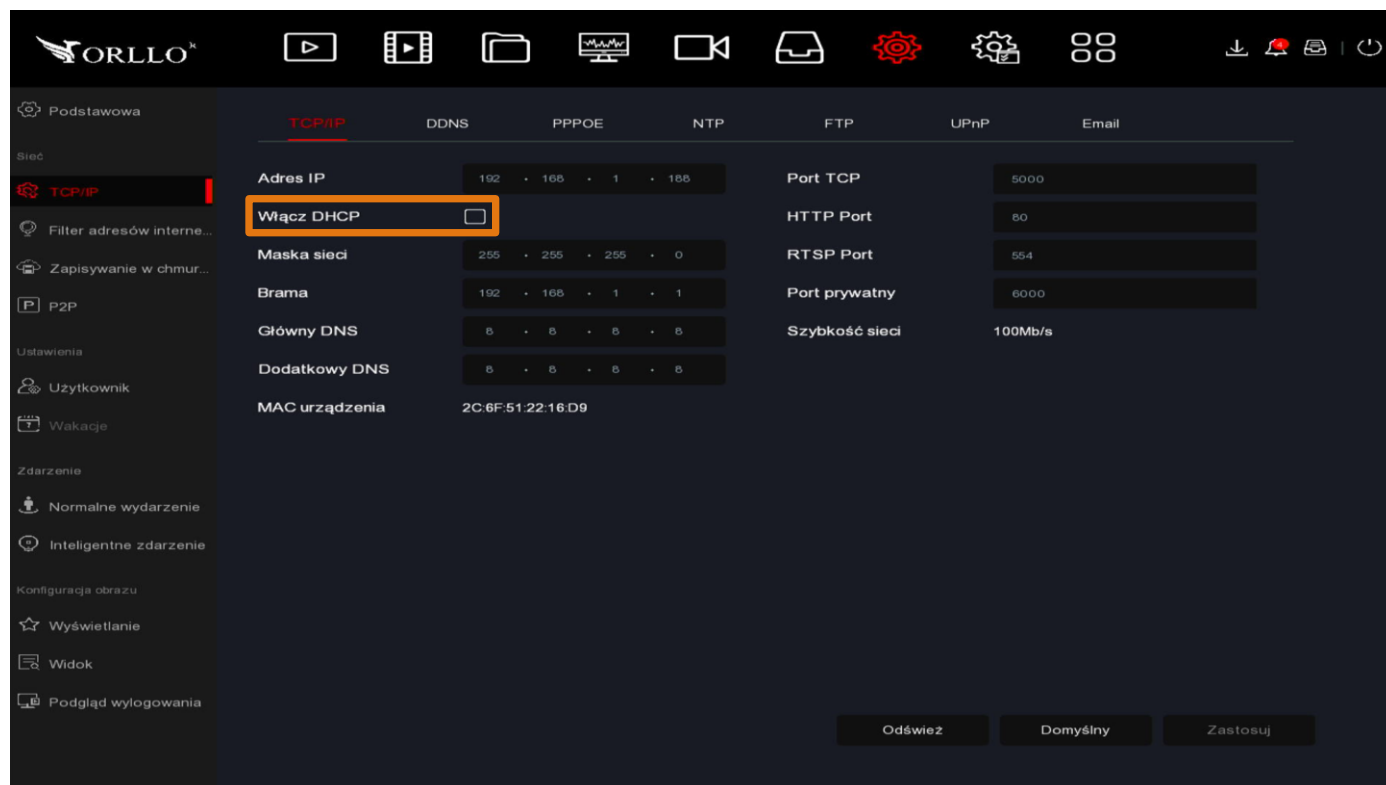 ORLLO
Podstawowa
Sieć
TCP/IP
Filter adresów interne...
Zapisywanie w chmur...
P P2P
Ustawienia
Użytkownik
Wakacje
Zdarzenie
Normalne wydarzenie
Inteligentne zdarzenie
Konfiguracja obrazu
Wyświetlanie
Widok
Podgląd wylogowania
TCP/IP DDNS PPPOE NTP FTP UPnP Email
Adres IP 192 . 168 . 1 . 188
Włącz DHCP
Maska sieci 255 . 255 . 255 . 0
Brama 192 . 168 . 1 . 1
Główny DNS 8 . 8 . 8 . 8
Dodatkowy DNS 8 . 8 . 8 . 8
MAC urządzenia 2C:6F:51:22:16:D9
Port TCP 5000
HTTP Port 80
RTSP Port 554
Port prywatny 6000
Szybkość sieci 100Mb/s
Odśwież Domyślny Zastosuj